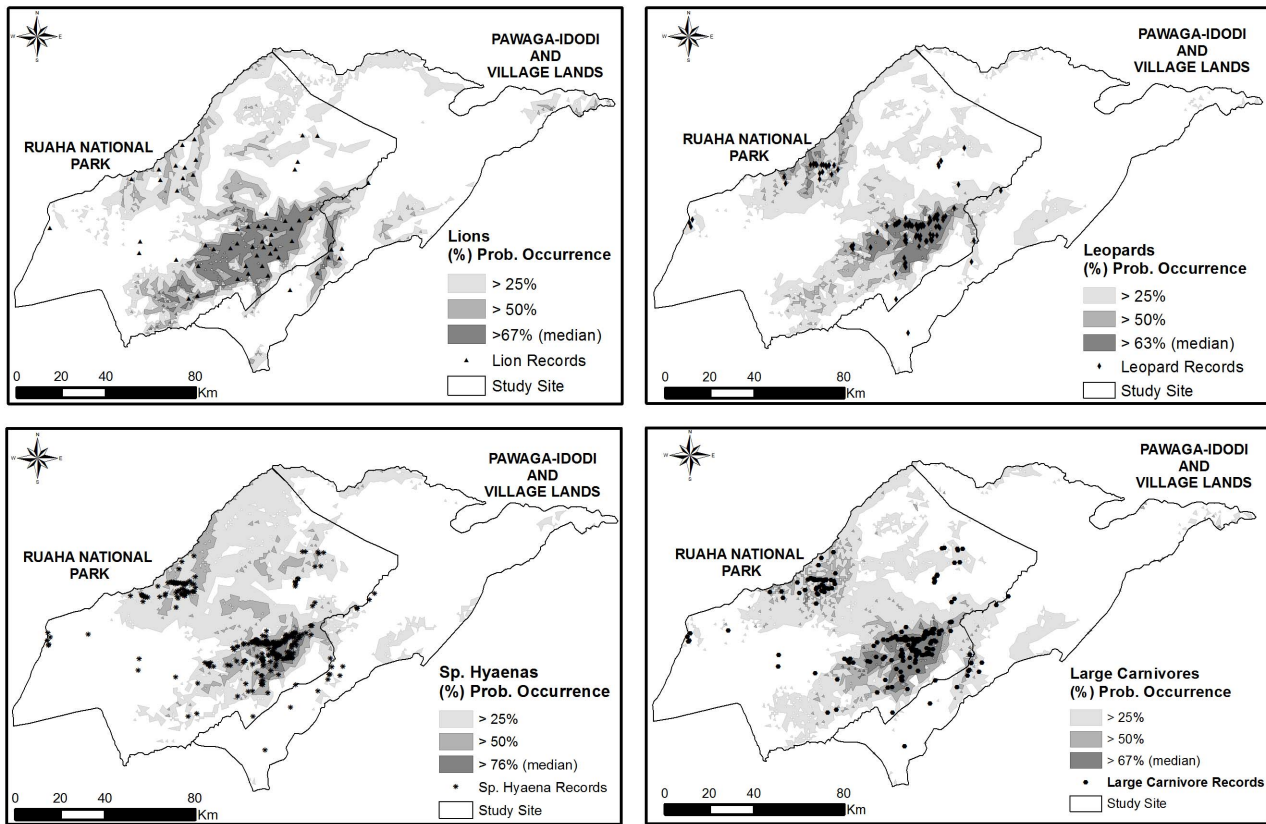 N
W E
S
PAWAGA-IDODI
AND
VILLAGE LANDS
RUAHA NATIONAL
PARK
Lions
(%) Prob. Occurrence
> 25%
> 50%
>67% (median)
Lion Records
Study Site
0 20 40 80
Km
N
W E
S
PAWAGA-IDODI
AND
VILLAGE LANDS
RUAHA NATIONAL
PARK
Leopards
(%) Prob. Occurrence
> 25%
> 50%
> 63% (median)
Leopard Records
Study Site
0 20 40 80
Km
N
W E
S
PAWAGA-IDODI
AND
VILLAGE LANDS
RUAHA NATIONAL
PARK
Sp. Hyaenas
(%) Prob. Occurrence
> 25%
> 50%
> 76% (median)
Sp. Hyaena Records
Study Site
0 20 40 80
Km
N
W E
S
PAWAGA-IDODI
AND
VILLAGE LANDS
RUAHA NATIONAL
PARK
Large Carnivores
(%) Prob. Occurrence
> 25%
> 50%
> 67% (median)
Large Carnivore Records
Study Site
0 20 40 80
Km